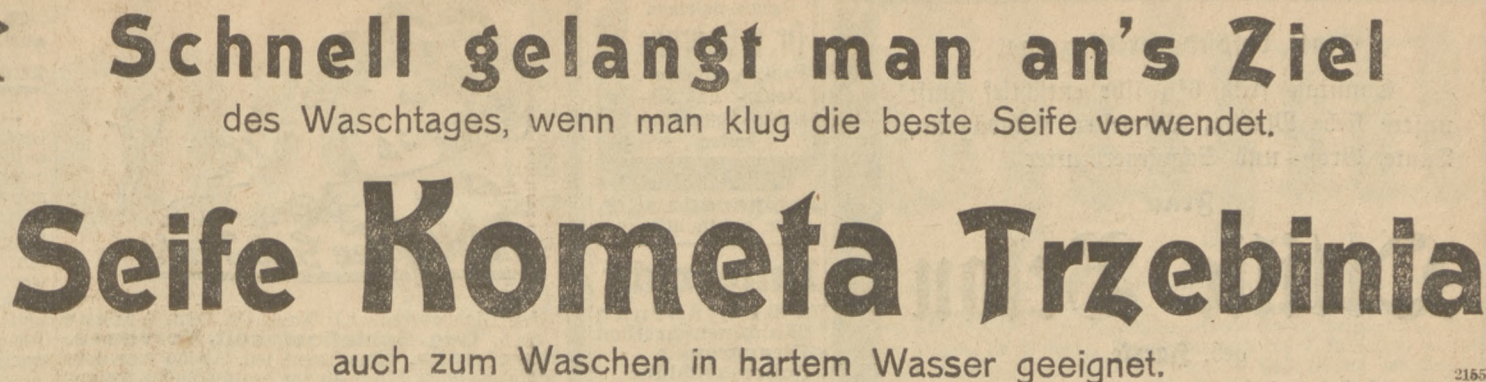 Schnell gelangt man an's Ziel
des Waschtages, wenn man klug die beste Seife verwendet.
Seife Kometa Trzebinia
auch zum Waschen in hartem Wasser geeignet.
2155